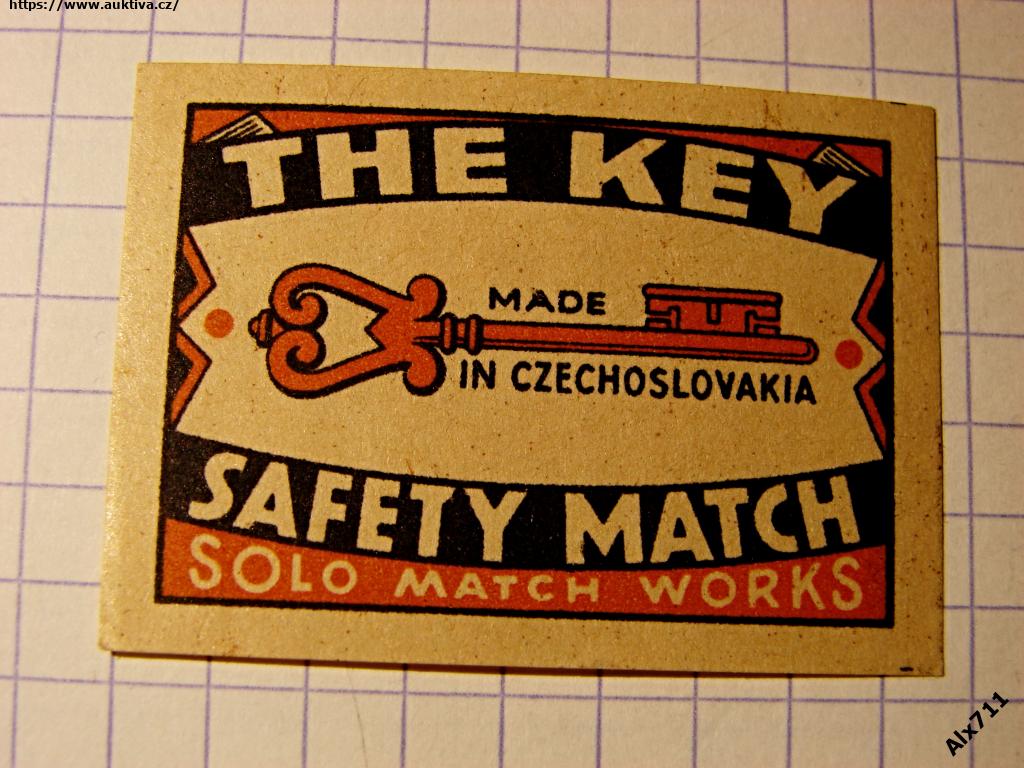 https://www.auktiva.cz/
THE KEY
MADE
IN CZECHOSLOVAKIA
SAFETY MATCH
SOLO MATCH WORKS
Alx711